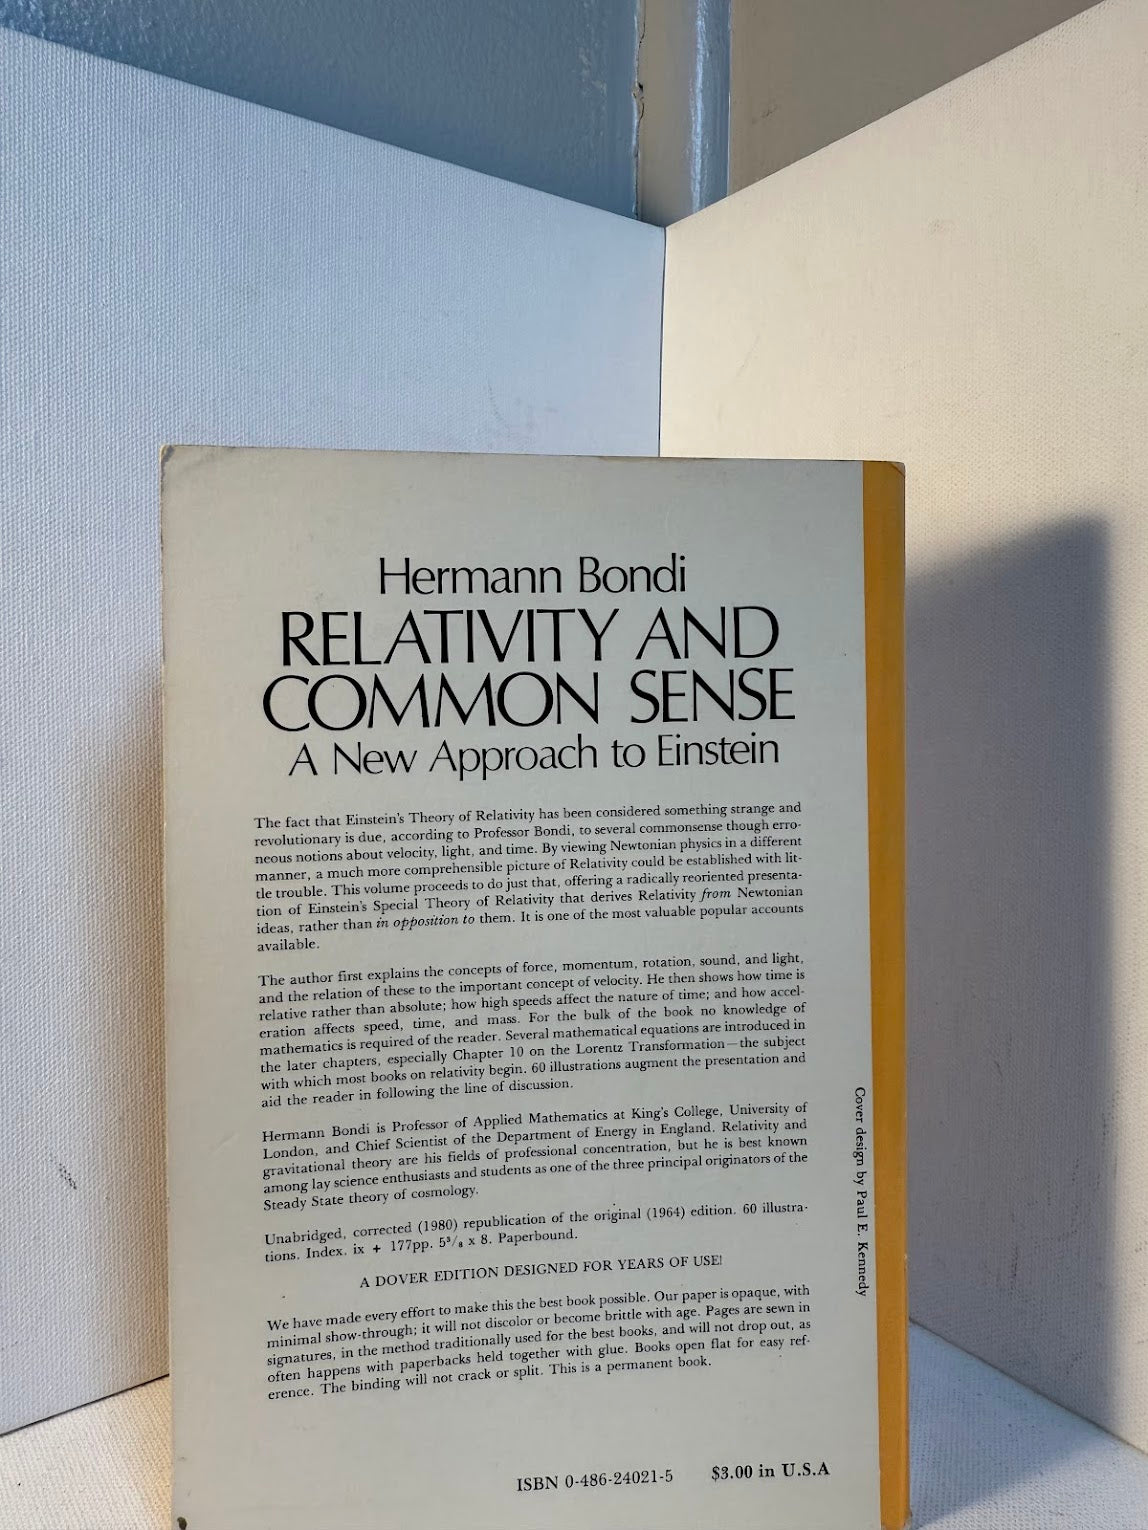 Hermann Bondi
RELATIVITY AND
COMMON SENSE
A New Approach to Einstein
The fact that Einstein's Theory of Relativity has been considered something strange and
revolutionary is due, according to Professor Bondi, to several commonsense though erro-
neous notions about velocity, light, and time. By viewing Newtonian physics in a different
manner, a much more comprehensible picture of Relativity could be established with lit-
tle trouble. This volume proceeds to do just that, offering a radically reoriented presenta-
tion of Einstein's Special Theory of Relativity that derives Relativity from Newtonian
ideas, rather than in opposition to them. It is one of the most valuable popular accounts
available.
The author first explains the concepts of force, momentum, rotation, sound, and light,
and the relation of these to the important concept of velocity. He then shows how time is
relative rather than absolute; how high speeds affect the nature of time; and how accel-
eration affects speed, time, and mass. For the bulk of the book no knowledge of
mathematics is required of the reader. Several mathematical equations are introduced in
the later chapters, especially Chapter 10 on the Lorentz Transformation—the subject
with which most books on relativity begin. 60 illustrations augment the presentation and
aid the reader in following the line of discussion.
Hermann Bondi is Professor of Applied Mathematics at King's College, University of
London, and Chief Scientist of the Department of Energy in England. Relativity and
gravitational theory are his fields of professional concentration, but he is best known
among lay science enthusiasts and students as one of the three principal originators of the
Steady State theory of cosmology.
Unabridged, corrected (1980) republication of the original (1964) edition. 60 illustra-
tions. Index. ix + 177pp. 5⅜ x 8. Paperbound.
A DOVER EDITION DESIGNED FOR YEARS OF USE!
We have made every effort to make this the best book possible. Our paper is opaque, with
minimal show-through; it will not discolor or become brittle with age. Pages are sewn in
signatures, in the method traditionally used for the best books, and will not drop out, as
often happens with paperbacks held together with glue. Books open flat for easy ref-
erence. The binding will not crack or split. This is a permanent book.
ISBN 0-486-24021-5 $3.00 in U.S.A
Cover design by Paul E. Kennedy